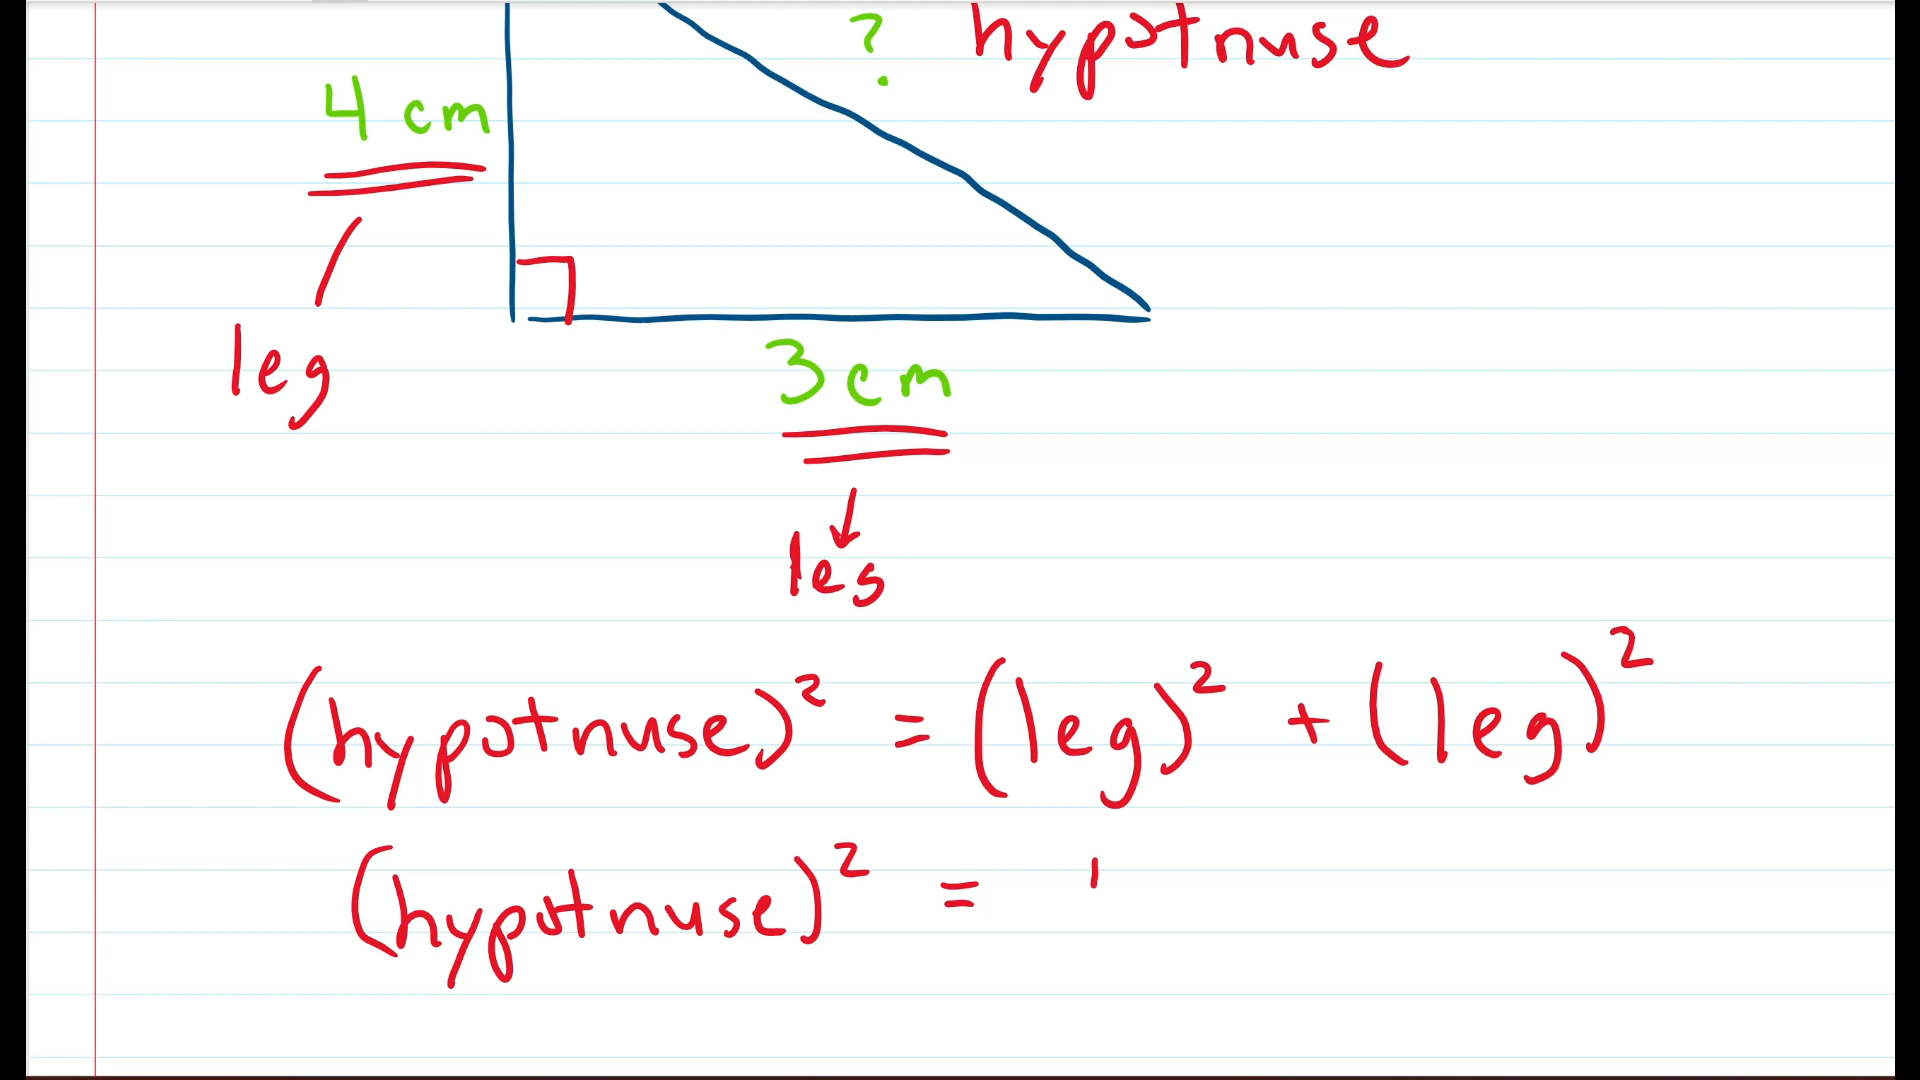 ? hypotnuse
4 cm
leg
3 cm
leg
(hypotnuse)² = (leg)² + (leg)²
(hypotnuse)² =